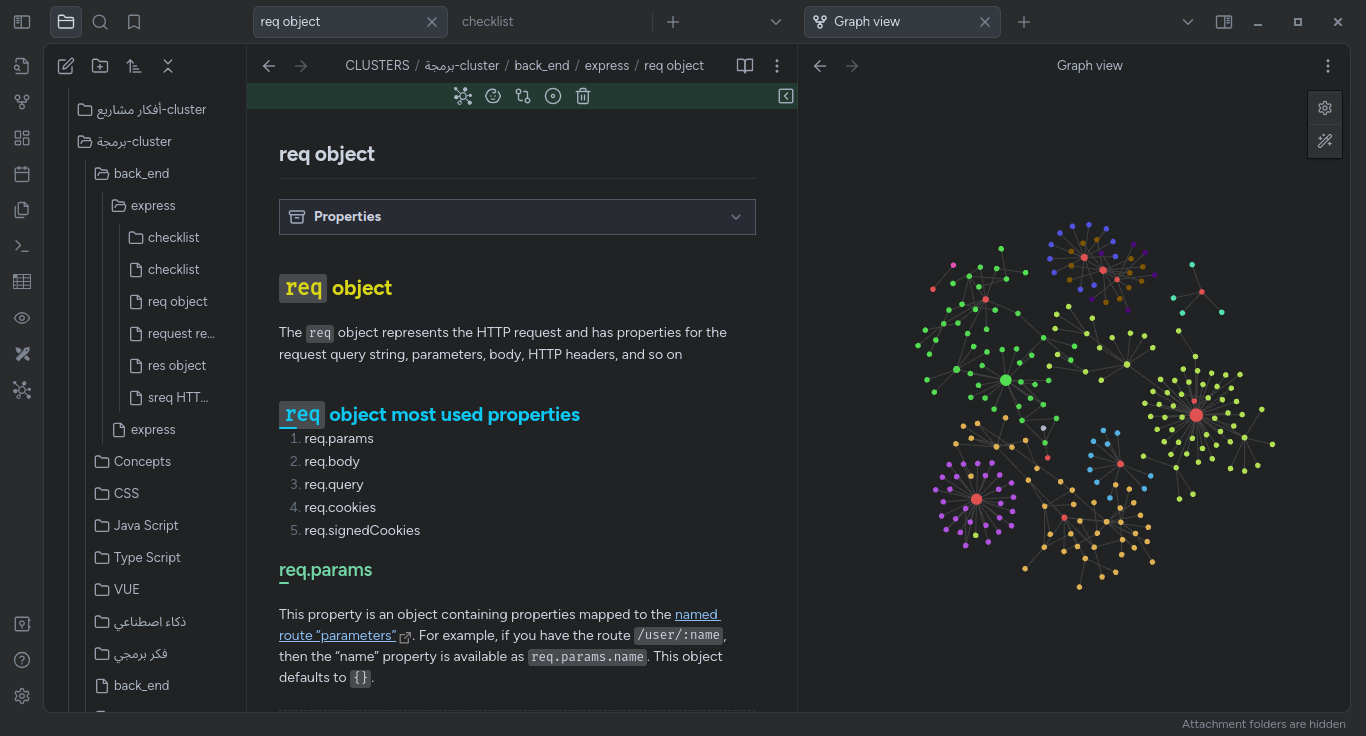 req object
checklist
Graph view
CLUSTERS / برمجة-cluster / back_end / express / req object
Graph view
أفكار مشاريع-cluster
برمجة-cluster
back_end
express
checklist
checklist
req object
request re...
res object
sreq HTT...
express
Concepts
CSS
Java Script
Type Script
VUE
ذكاء اصطناعي
فكر برمجي
back_end
req object
Properties
req object
The req object represents the HTTP request and has properties for the
request query string, parameters, body, HTTP headers, and so on
req object most used properties
1. req.params
2. req.body
3. req.query
4. req.cookies
5. req.signedCookies
req.params
This property is an object containing properties mapped to the named
route “parameters”. For example, if you have the route /user/:name,
then the “name” property is available as req.params.name. This object
defaults to {}.
Attachment folders are hidden